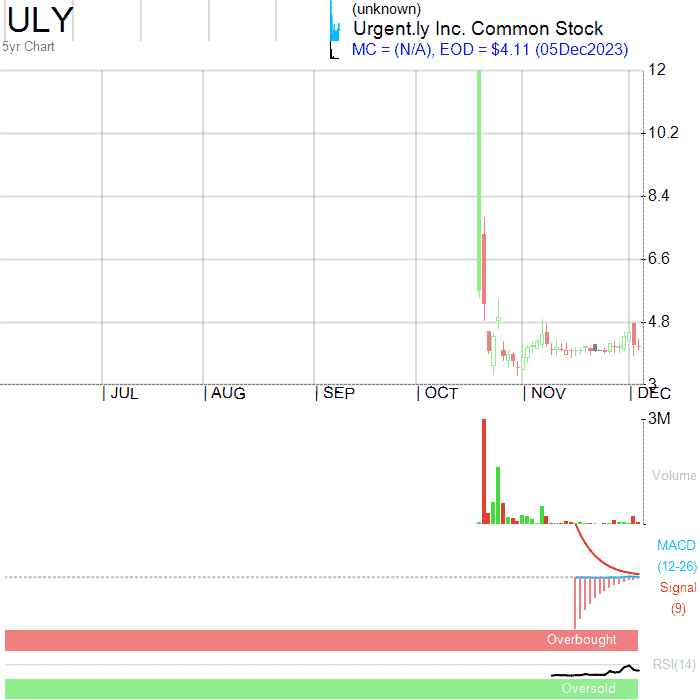 ULY
5yr Chart
(unknown)
Urgent.ly Inc. Common Stock
MC = (N/A), EOD = $4.11 (05Dec2023)
12
10.2
8.4
6.6
4.8
3
| JUL | AUG | SEP | OCT | NOV | DEC
3M
Volume
MACD
(12-26)
Signal
(9)
Overbought
RSI(14)
Oversold